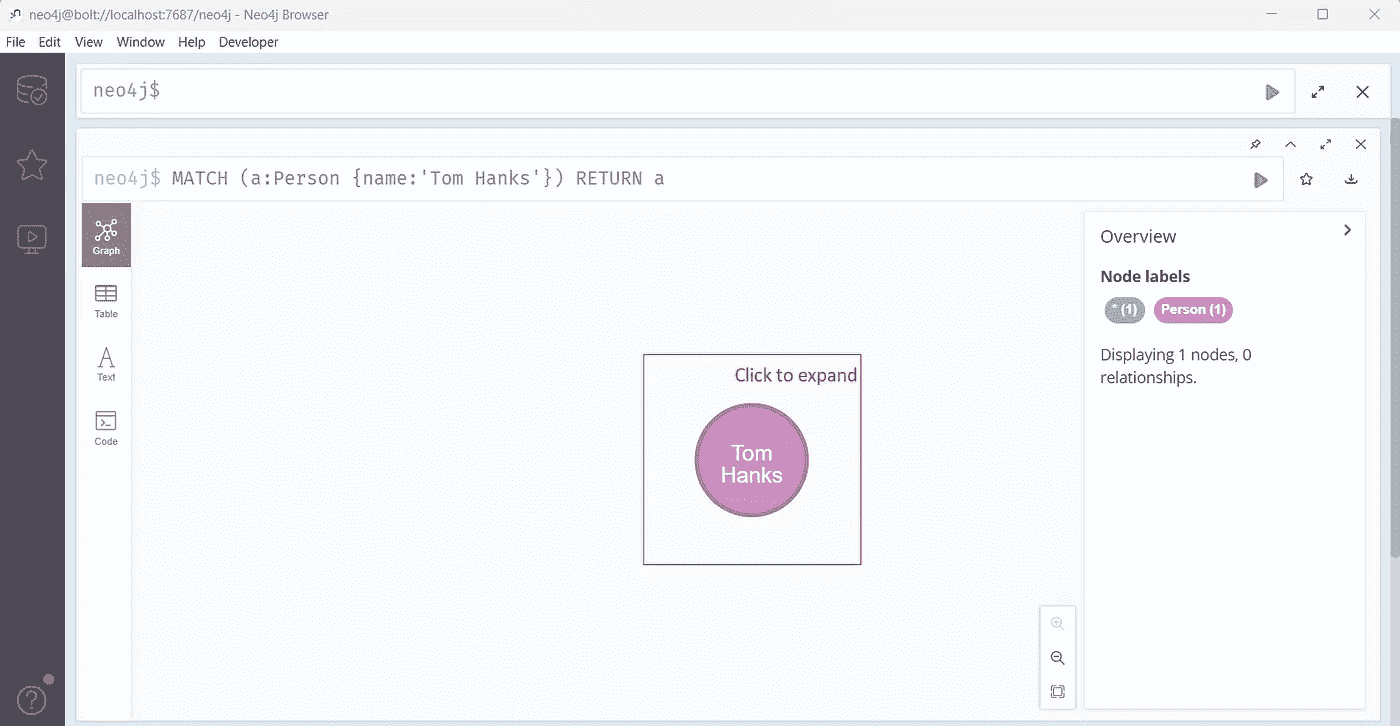 neo4j@bolt://localhost:7687/neo4j - Neo4j Browser
File Edit View Window Help Developer
neo4j$
neo4j$ MATCH (a:Person {name:'Tom Hanks'}) RETURN a
Graph
Table
Text
Code
Click to expand
Tom
Hanks
Overview
Node labels
* (1) Person (1)
Displaying 1 nodes, 0
relationships.